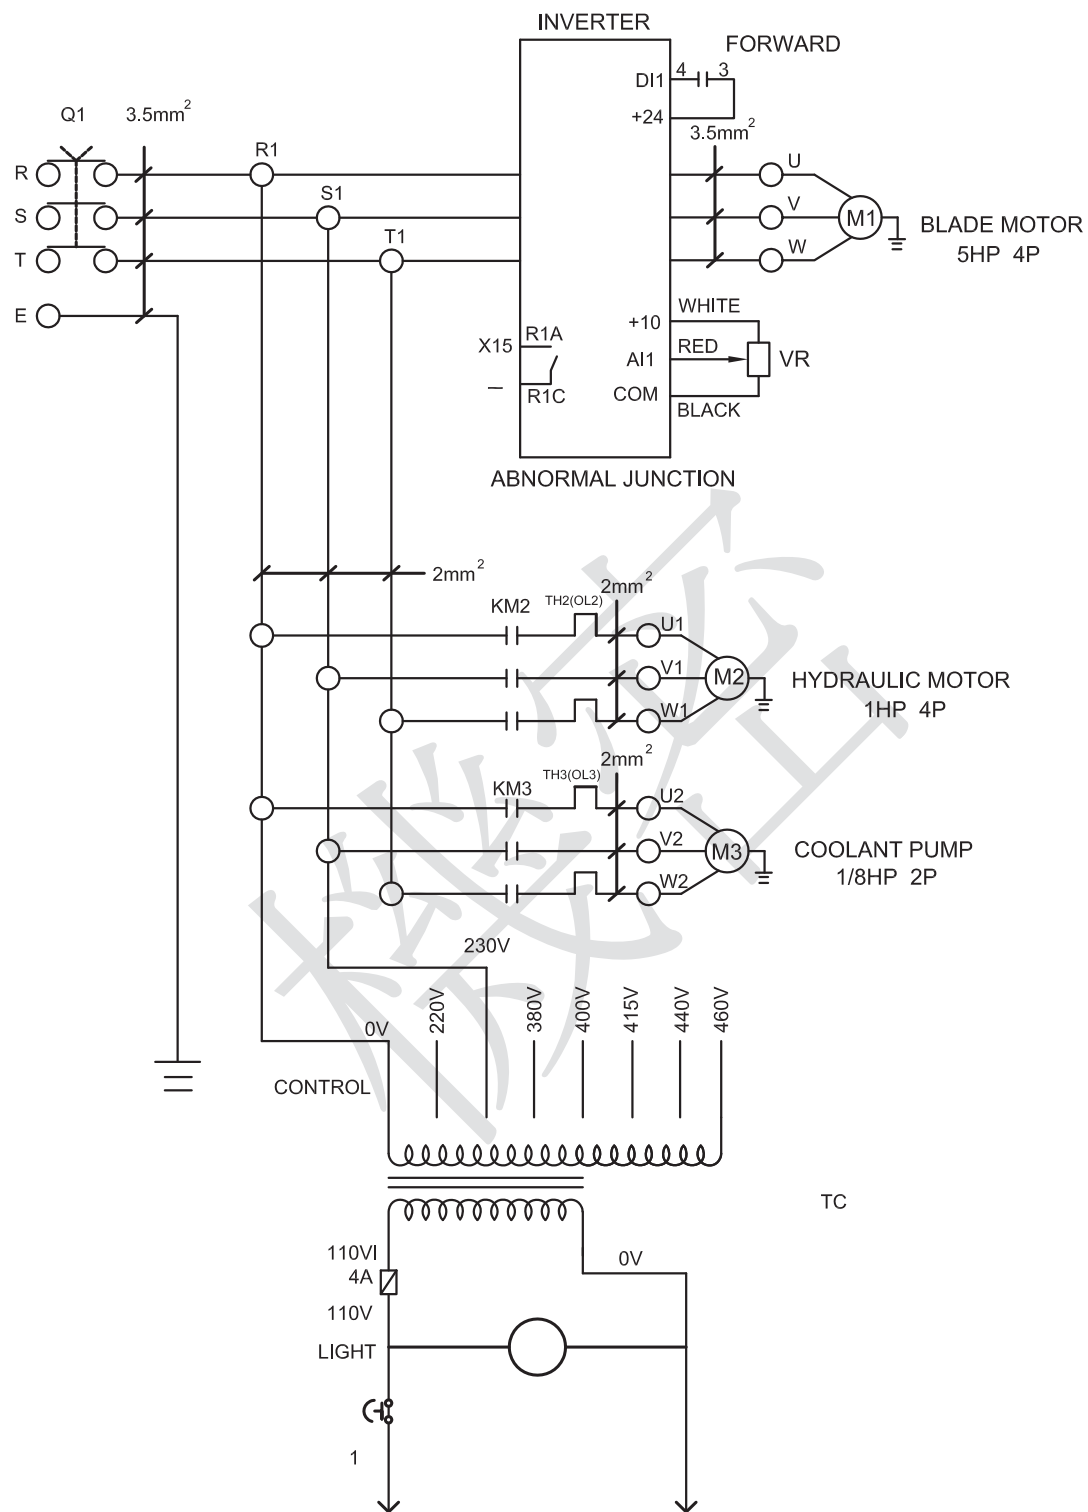 INVERTER
FORWARD
DI1 4 3
+24
Q1 3.5mm²
3.5mm²
R R1 U
S S1 V M1
T T1 W
BLADE MOTOR
5HP 4P
E
+10 WHITE
X15 R1A
AI1 RED VR
— R1C
COM BLACK
ABNORMAL JUNCTION
2mm²
2mm²
KM2 TH2(OL2) U1
V1 M2
W1
HYDRAULIC MOTOR
1HP 4P
2mm²
KM3 TH3(OL3) U2
V2 M3
W2
COOLANT PUMP
1/8HP 2P
230V
0V 220V 380V 400V 415V 440V 460V
CONTROL
TC
110VI
4A
0V
110V
LIGHT
1